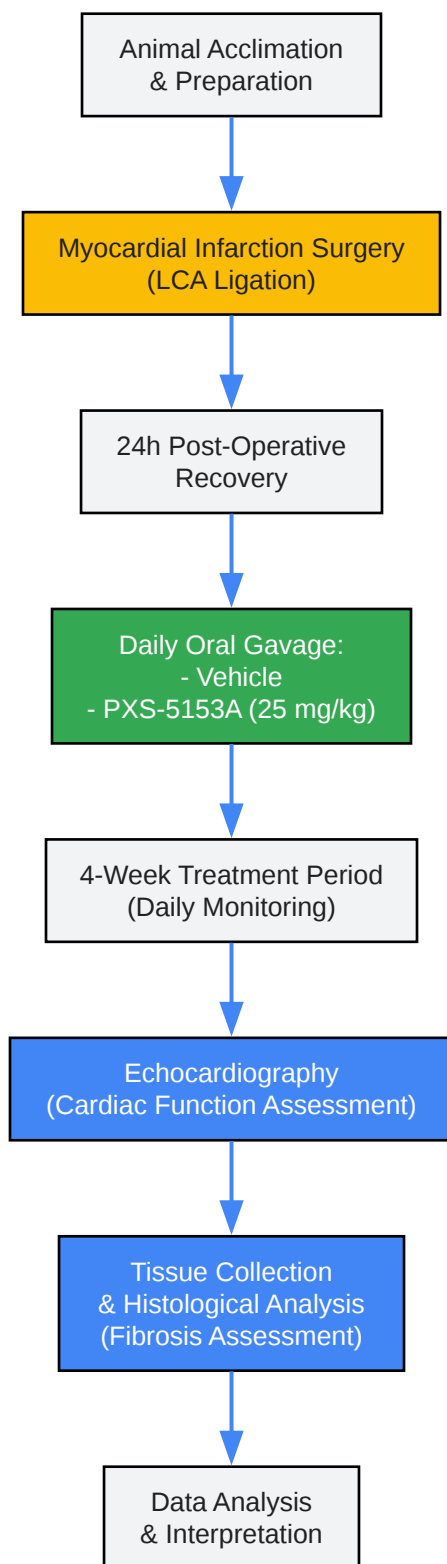 Animal Acclimation
& Preparation
Myocardial Infarction Surgery
(LCA Ligation)
24h Post-Operative
Recovery
Daily Oral Gavage:
- Vehicle
- PXS-5153A (25 mg/kg)
4-Week Treatment Period
(Daily Monitoring)
Echocardiography
(Cardiac Function Assessment)
Tissue Collection
& Histological Analysis
(Fibrosis Assessment)
Data Analysis
& Interpretation